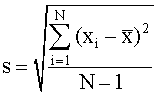 s = √( Σ_{i=1}^{N} (x_i − x̅)² / (N − 1) )